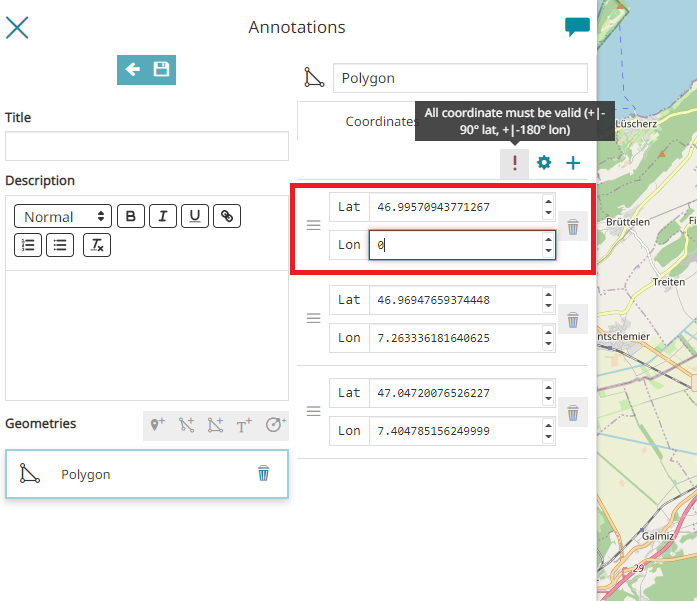 Annotations
Polygon
Coordinates
All coordinate must be valid (+|-
90° lat, +|-180° lon)
Title
Description
Normal
B I U
Lat 46.99570943771267
Lon 0
Lat 46.96947659374448
Lon 7.263336181640625
Lat 47.04720076526227
Lon 7.404785156249999
Geometries
T+
Polygon
Lüscherz
Brüttelen
Treiten
ntschemier
Galmiz
29